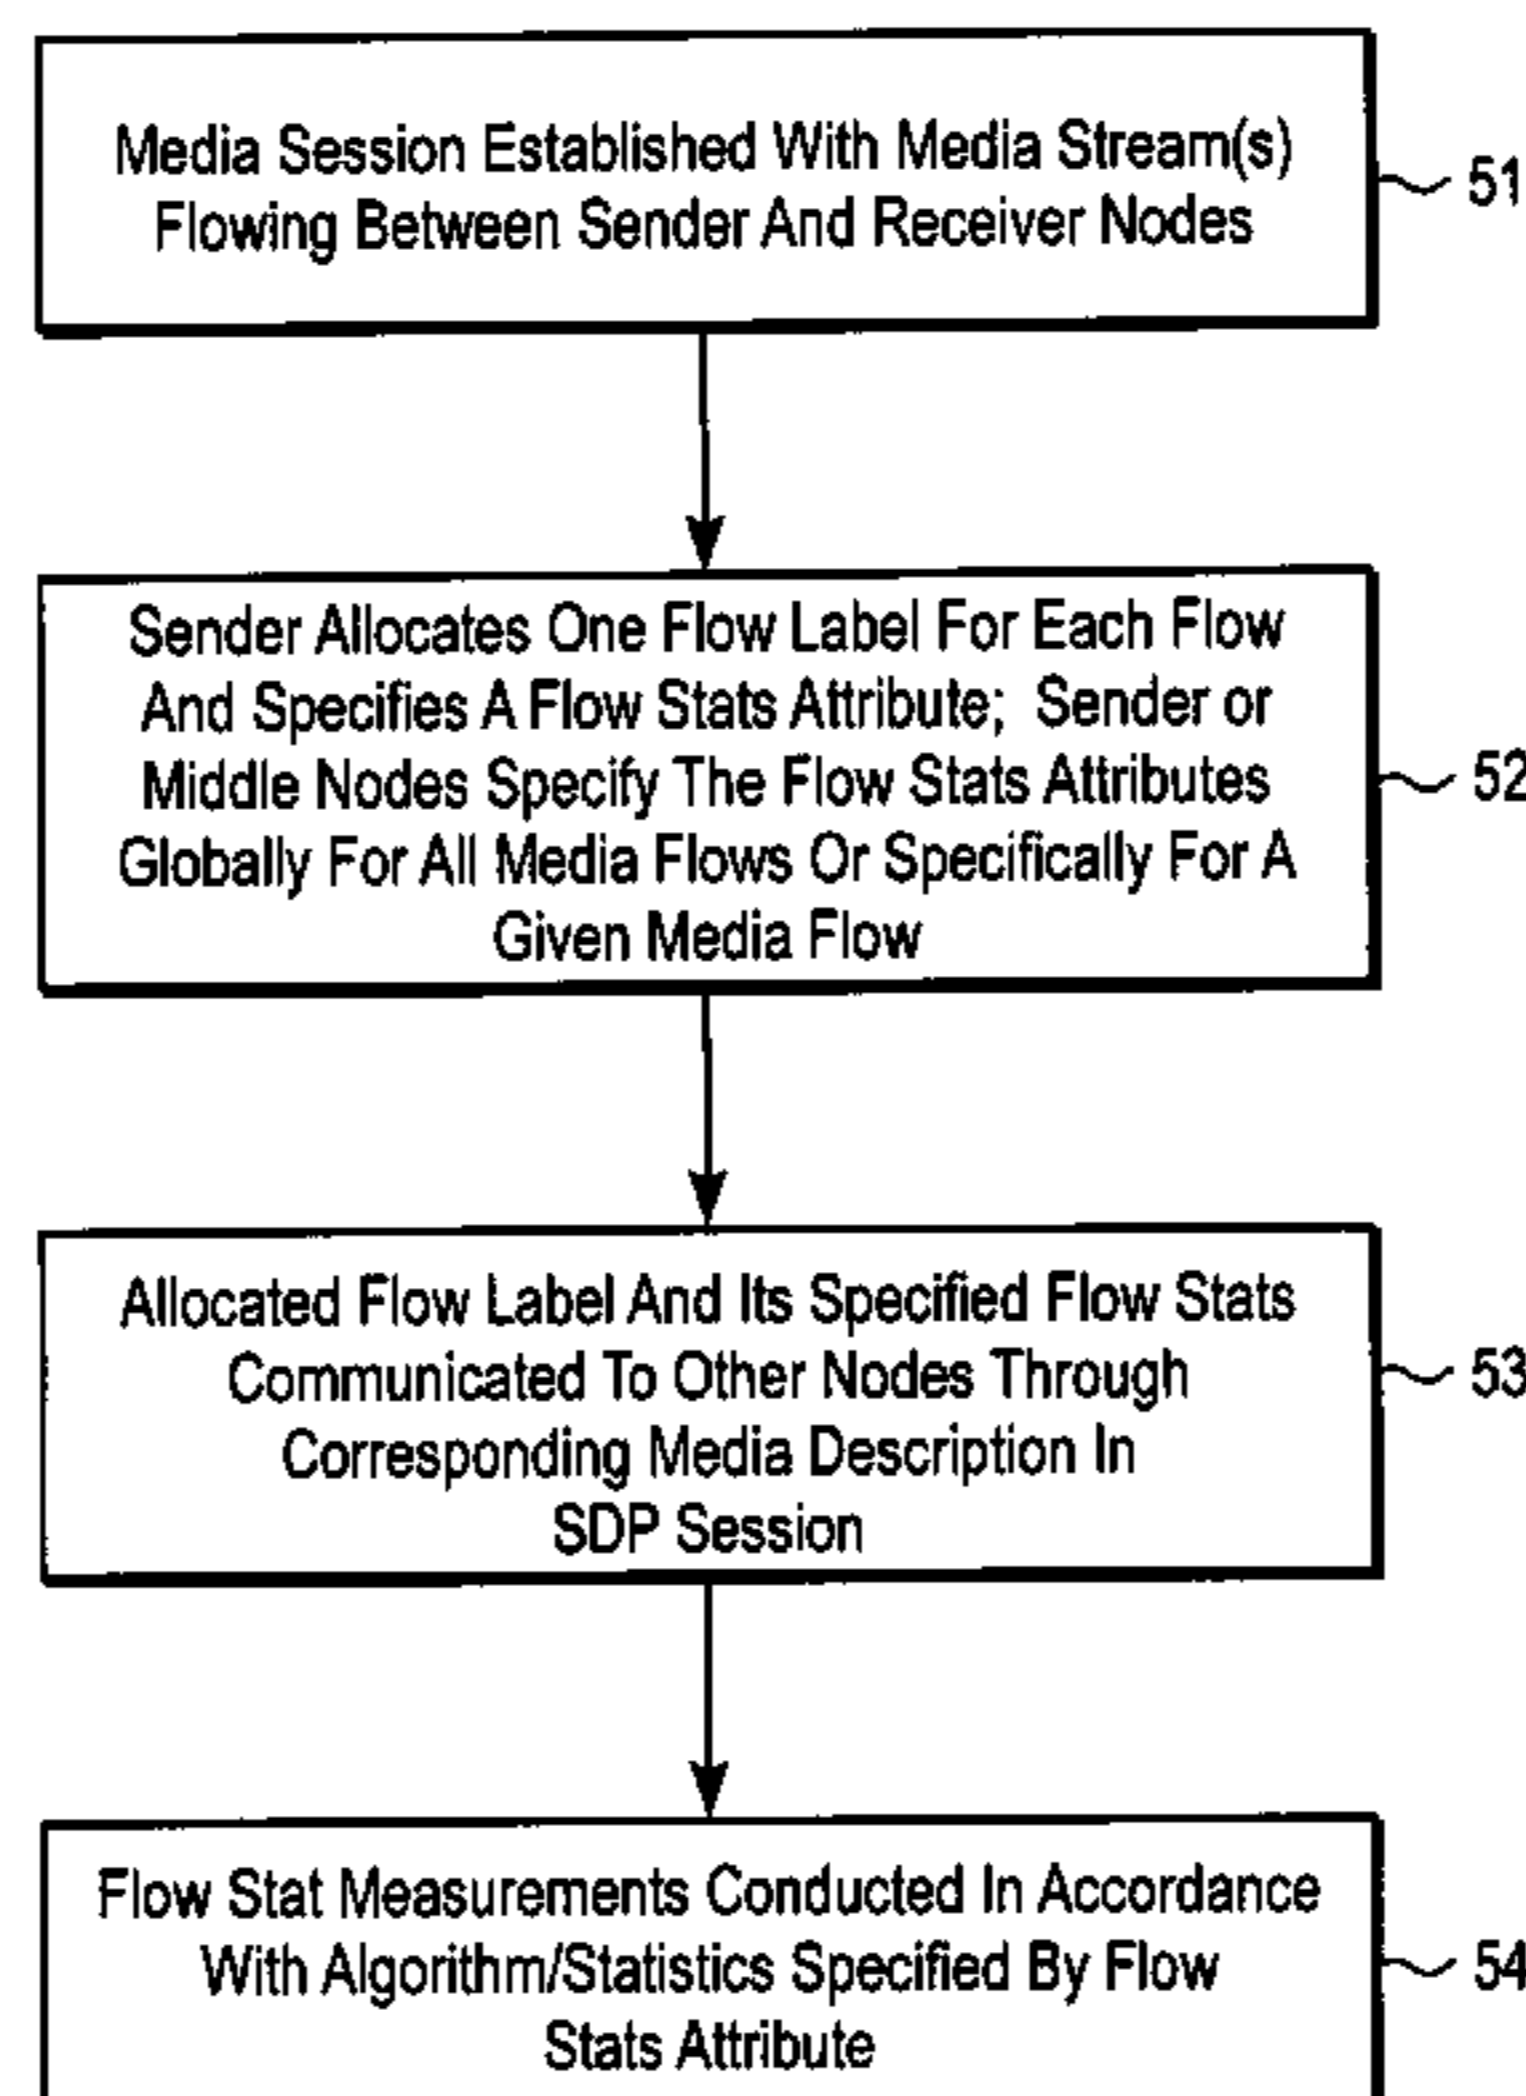 Media Session Established With Media Stream(s)
Flowing Between Sender And Receiver Nodes
51
Sender Allocates One Flow Label For Each Flow
And Specifies A Flow Stats Attribute; Sender or
Middle Nodes Specify The Flow Stats Attributes
Globally For All Media Flows Or Specifically For A
Given Media Flow
52
Allocated Flow Label And Its Specified Flow Stats
Communicated To Other Nodes Through
Corresponding Media Description In
SDP Session
53
Flow Stat Measurements Conducted In Accordance
With Algorithm/Statistics Specified By Flow
Stats Attribute
54